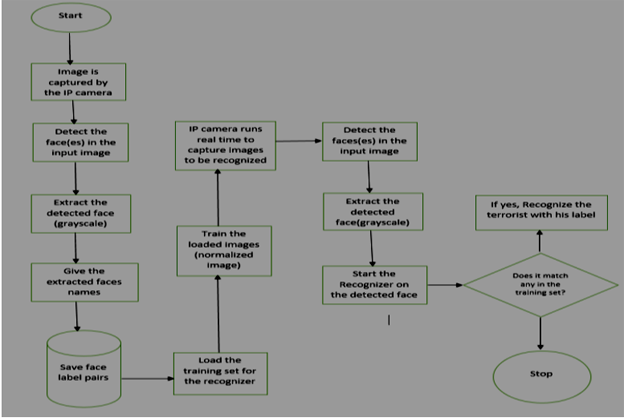 Start
Image is
captured by
the IP camera
Detect the
face(es) in the
input image
Extract the
detected face
(grayscale)
Give the
extracted faces
names
Save face
label pairs
Load the
training set for
the recognizer
Train the
loaded images
(normalized
image)
IP camera runs
real time to
capture images
to be recognized
Detect the
faces(es) in the
input image
Extract the
detected
face(grayscale)
Start the
Recognizer on
the detected face
Does it match
any in the
training set?
If yes, Recognize the
terrorist with his label
Stop